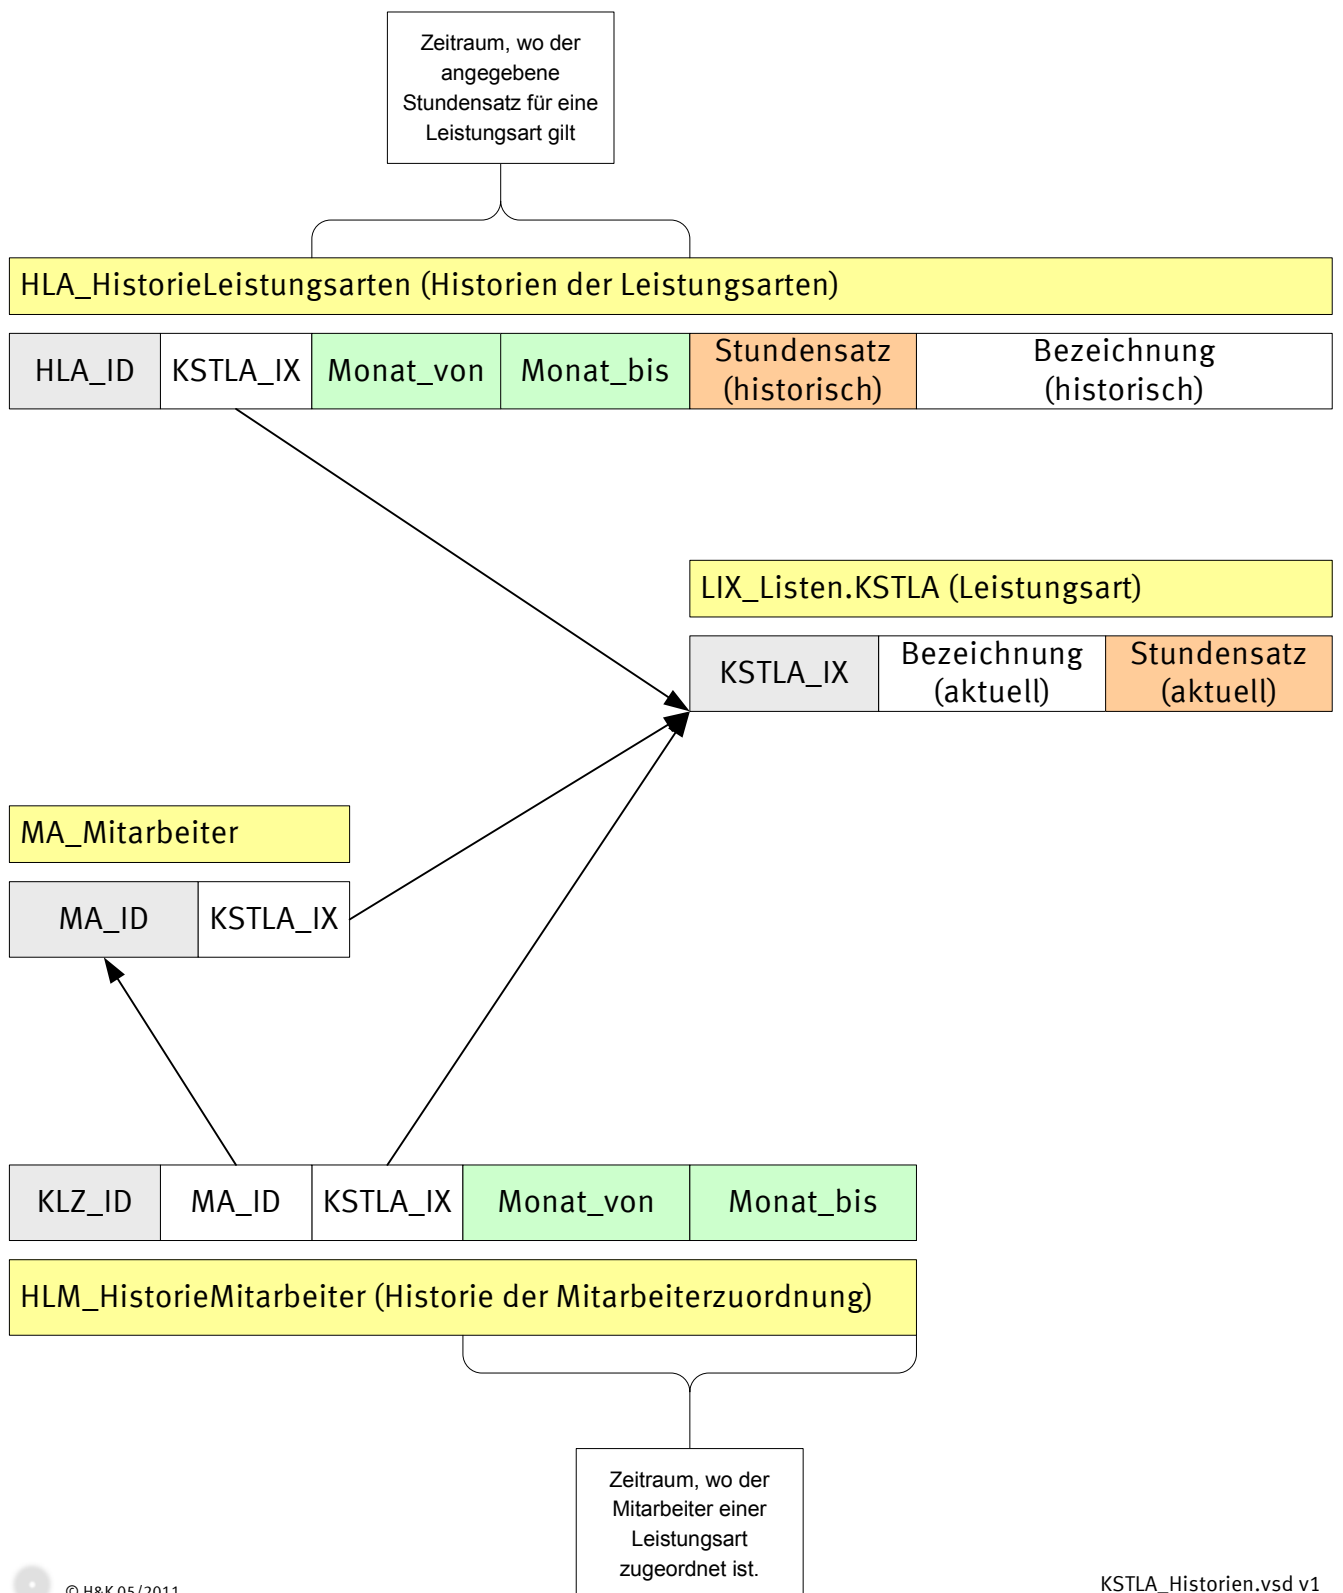 Zeitraum, wo der
angegebene
Stundensatz für eine
Leistungsart gilt
HLA_HistorieLeistungsarten (Historien der Leistungsarten)
HLA_ID KSTLA_IX Monat_von Monat_bis Stundensatz (historisch) Bezeichnung (historisch)
LIX_Listen.KSTLA (Leistungsart)
KSTLA_IX Bezeichnung (aktuell) Stundensatz (aktuell)
MA_Mitarbeiter
MA_ID KSTLA_IX
KLZ_ID MA_ID KSTLA_IX Monat_von Monat_bis
HLM_HistorieMitarbeiter (Historie der Mitarbeiterzuordnung)
Zeitraum, wo der
Mitarbeiter einer
Leistungsart
zugeordnet ist.
© H&K 05/2011
KSTLA_Historien.vsd v1